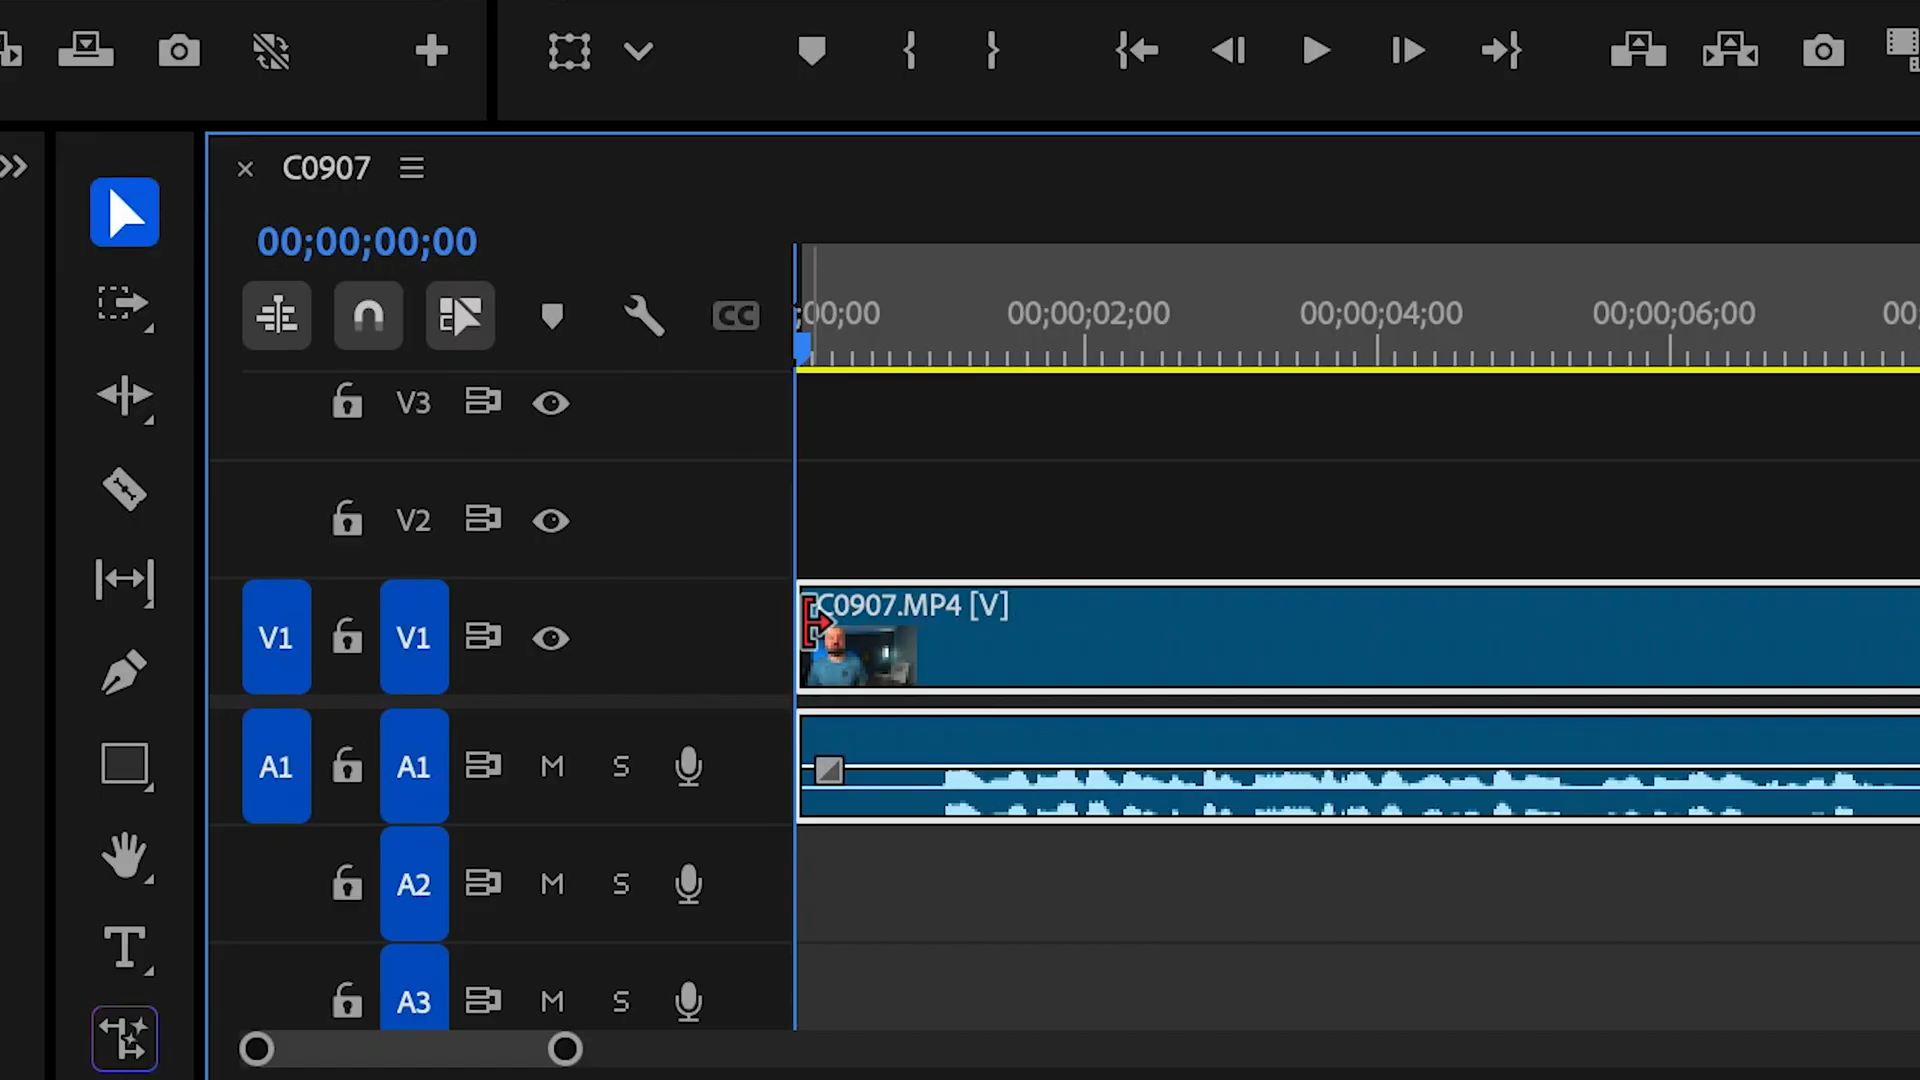 C0907
00;00;00;00
CC
;00;00
00;00;02;00
00;00;04;00
00;00;06;00
00;
V3
V2
V1 V1
C0907.MP4 [V]
A1 A1 M S
A2 M S
T
A3 M S